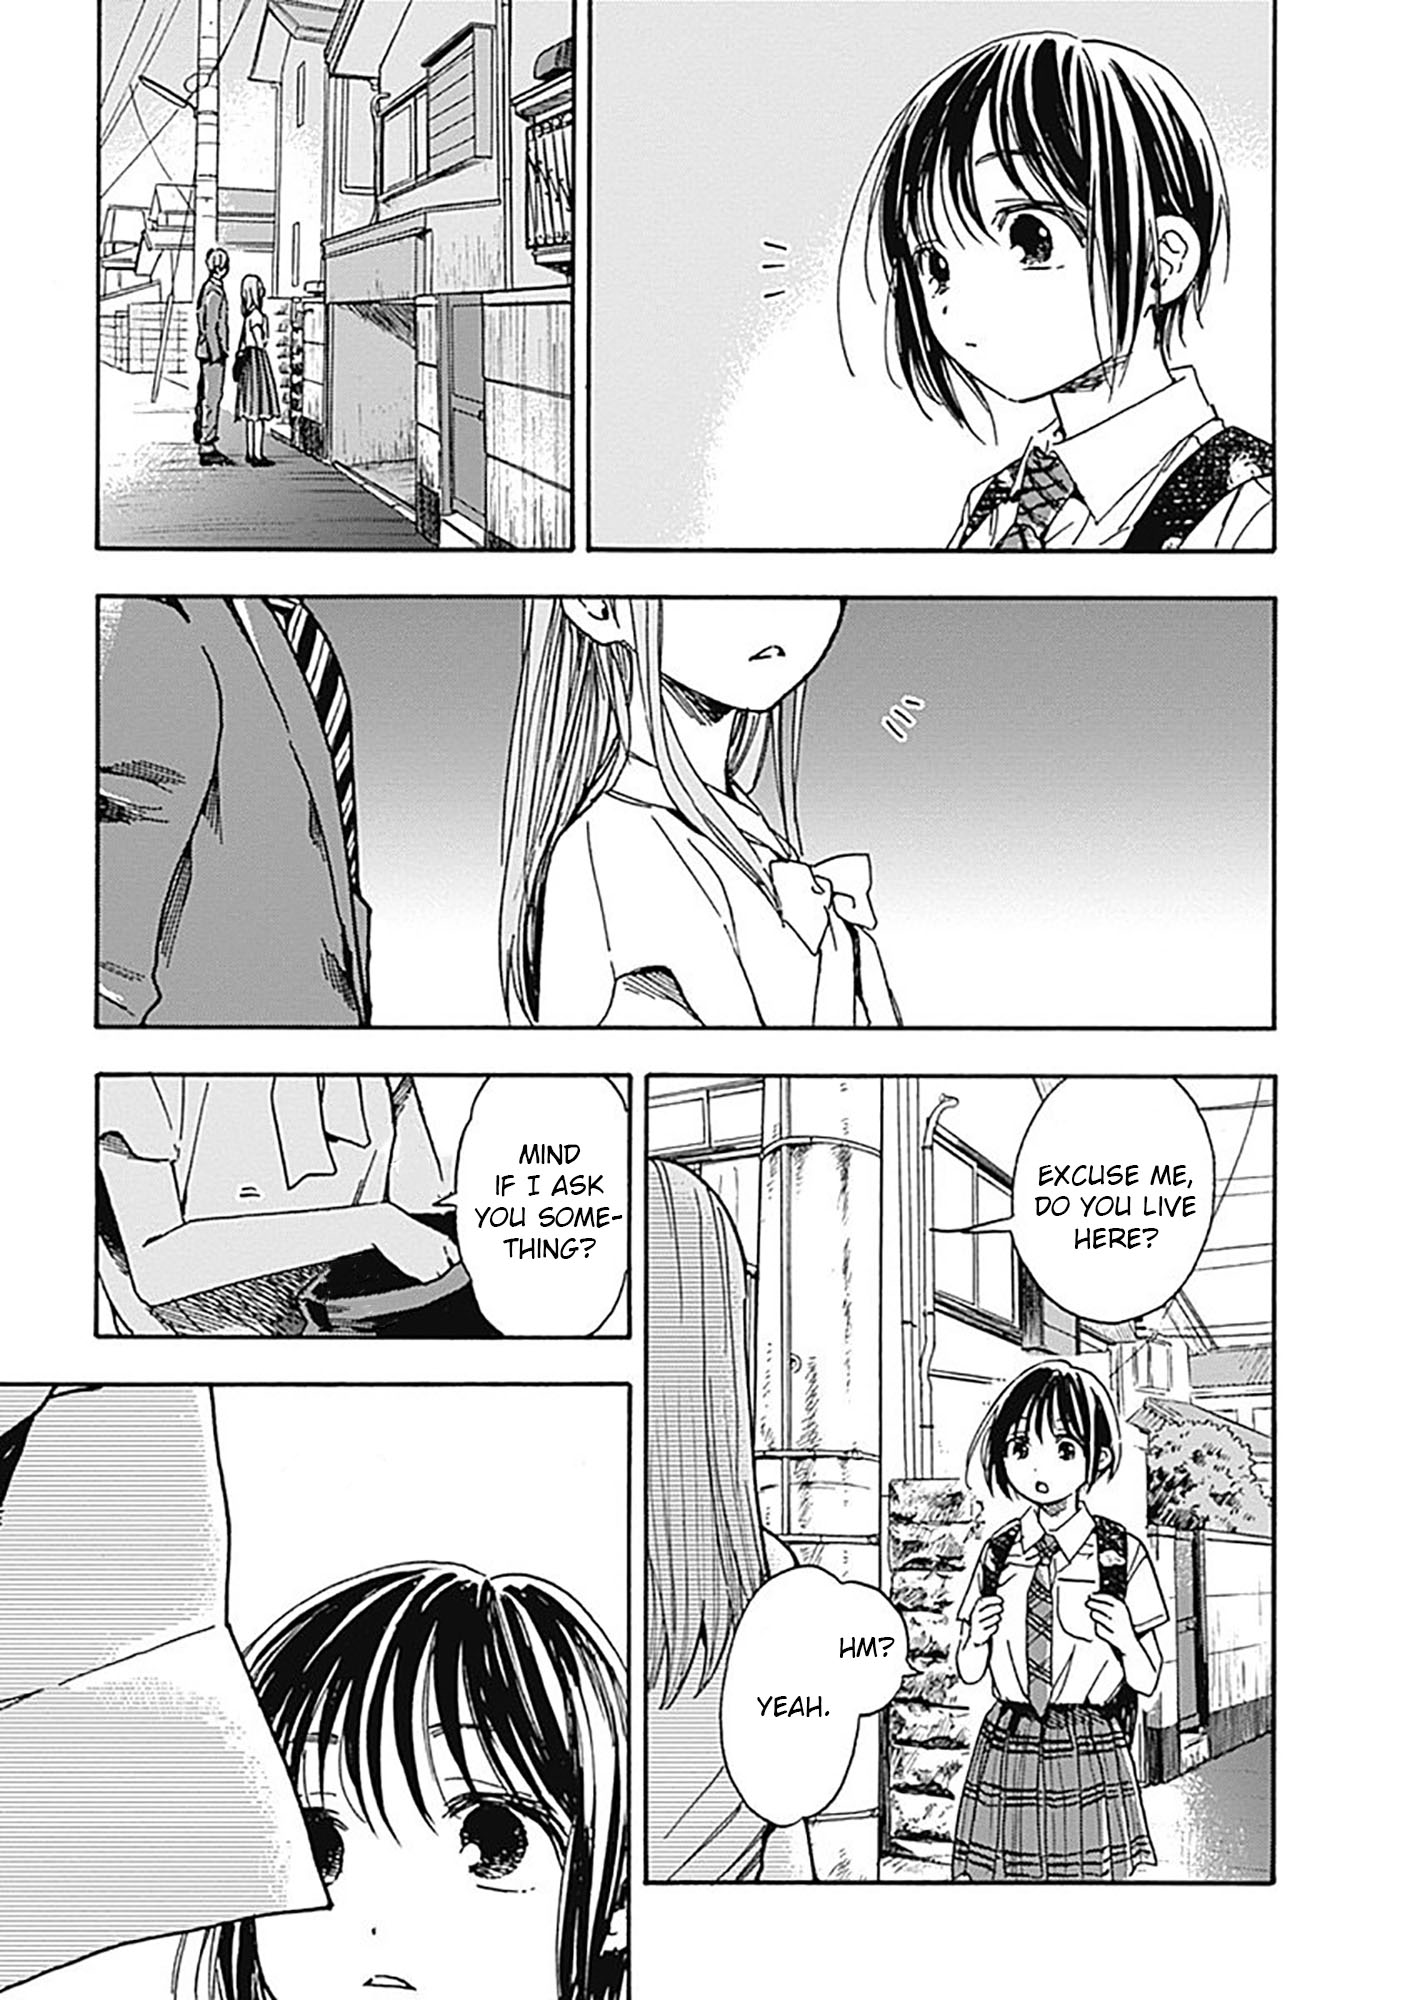 EXCUSE ME,
DO YOU LIVE
HERE?
HM?
YEAH.
MIND
IF I ASK
YOU SOME-
THING?